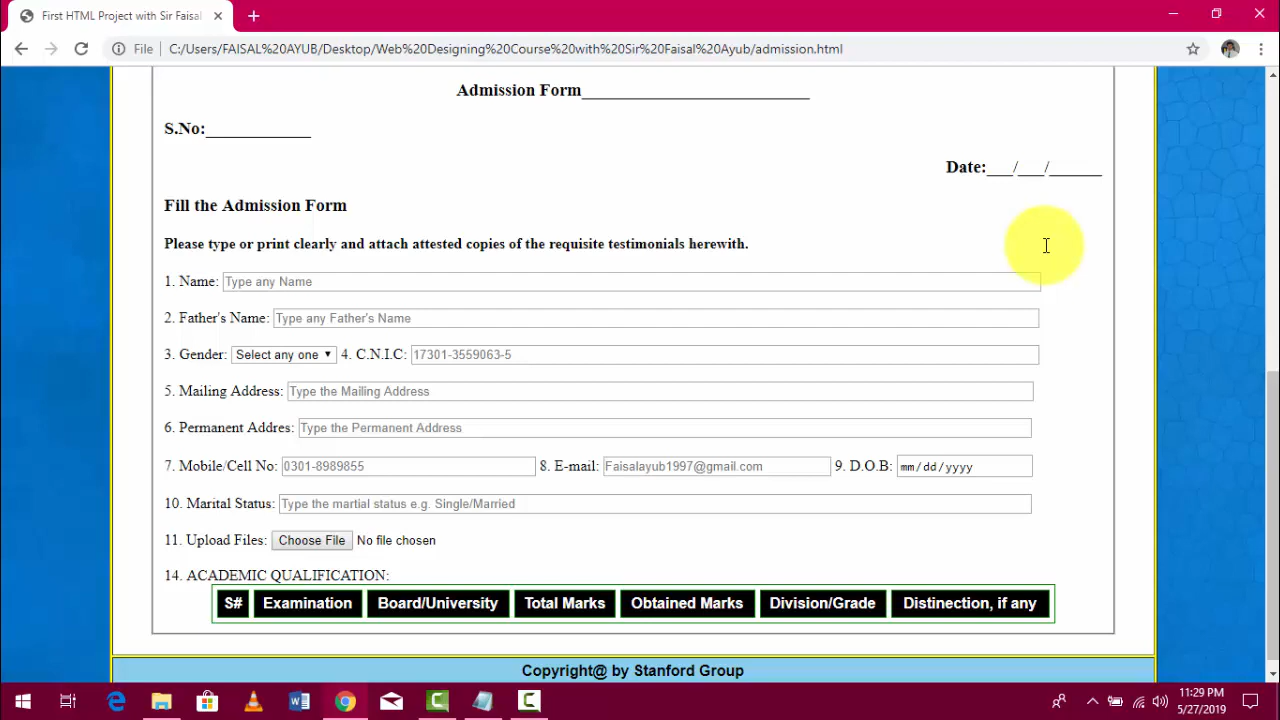 First HTML Project with Sir Faisal
File C:/Users/FAISAL%20AYUB/Desktop/Web%20Designing%20Course%20with%20Sir%20Faisal%20Ayub/admission.html
Admission Form__________________________
S.No:____________
Date:___/___/______
Fill the Admission Form
Please type or print clearly and attach attested copies of the requisite testimonials herewith.
1. Name: Type any Name
2. Father's Name: Type any Father's Name
3. Gender: Select any one 4. C.N.I.C: 17301-3559063-5
5. Mailing Address: Type the Mailing Address
6. Permanent Addres: Type the Permanent Address
7. Mobile/Cell No: 0301-8989855 8. E-mail: Faisalayub1997@gmail.com 9. D.O.B: mm/dd/yyyy
10. Marital Status: Type the martial status e.g. Single/Married
11. Upload Files: Choose File No file chosen
14. ACADEMIC QUALIFICATION:
S# Examination Board/University Total Marks Obtained Marks Division/Grade Distinection, if any
Copyright@ by Stanford Group
11:29 PM
5/27/2019